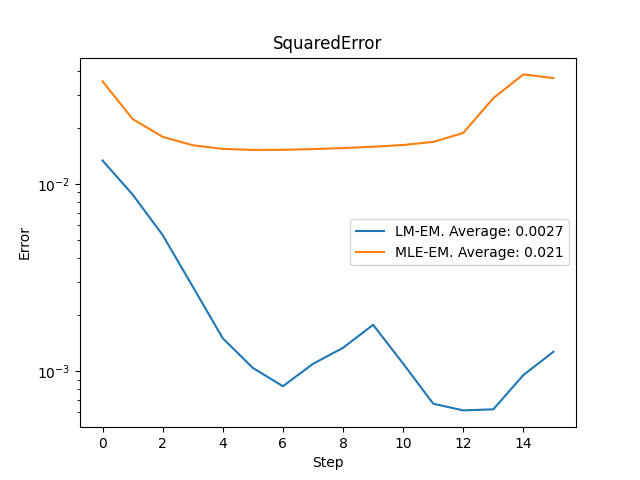 SquaredError
Error
10⁻²
10⁻³
LM-EM. Average: 0.0027
MLE-EM. Average: 0.021
0 2 4 6 8 10 12 14
Step